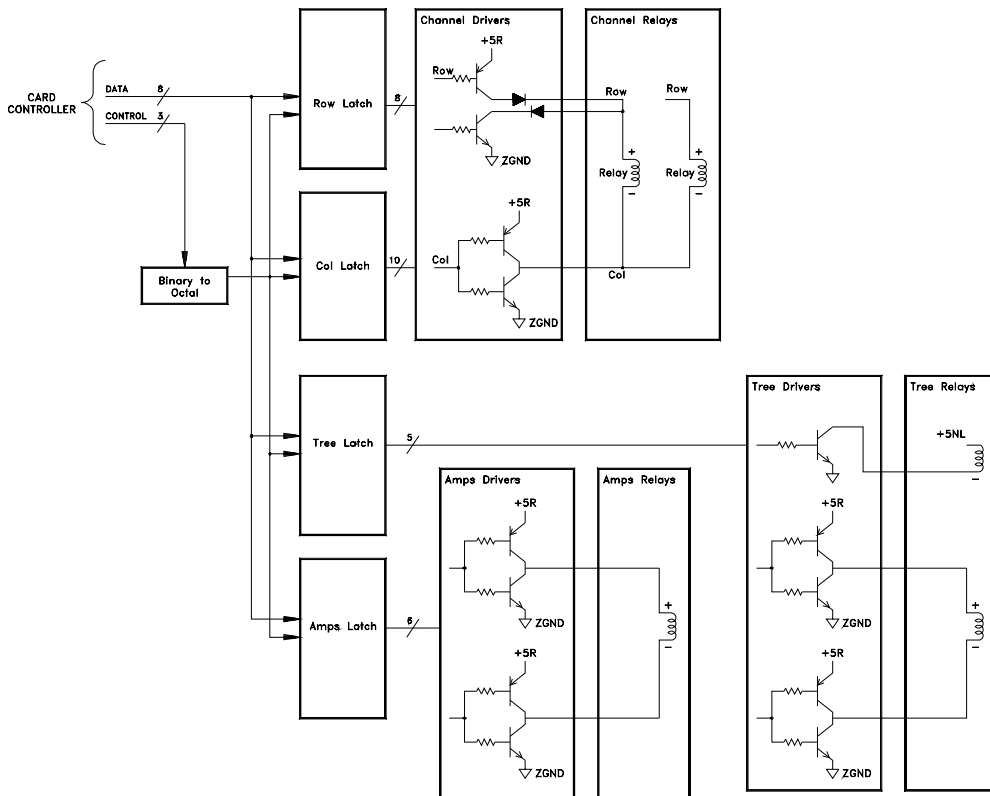 CARD
CONTROLLER
DATA
8
CONTROL
3
Binary to
Octal
Row Latch
8
Col Latch
10
Tree Latch
5
Amps Latch
6
Channel Drivers
+5R
Row
ZGND
+5R
Col
ZGND
Channel Relays
Row
Row
+
+
Relay
Relay
-
-
Col
Amps Drivers
+5R
ZGND
+5R
ZGND
Amps Relays
+
-
Tree Drivers
+5R
ZGND
+5R
ZGND
Tree Relays
+5NL
-
+
-